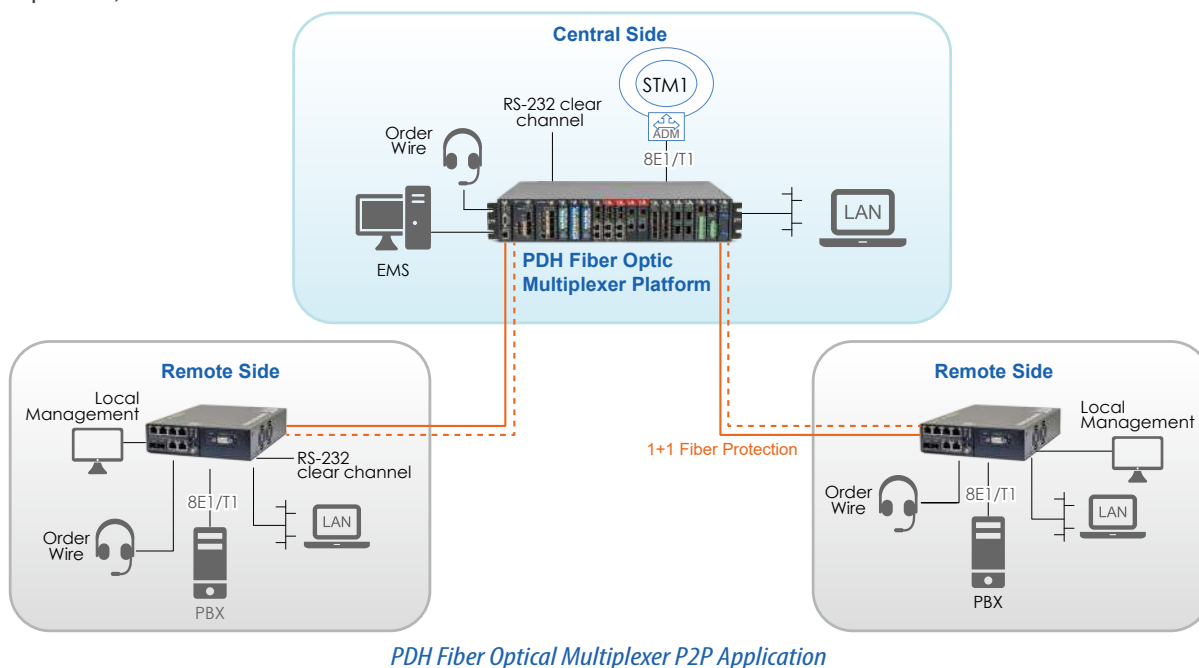 Central Side
STM1
ADM
RS-232 clear
channel
8E1/T1
Order
Wire
LAN
EMS
PDH Fiber Optic
Multiplexer Platform
Remote Side
Local
Management
RS-232
clear channel
8E1/T1
LAN
Order
Wire
PBX
1+1 Fiber Protection
Remote Side
Local
Management
Order
Wire
8E1/T1
LAN
PBX
PDH Fiber Optical Multiplexer P2P Application